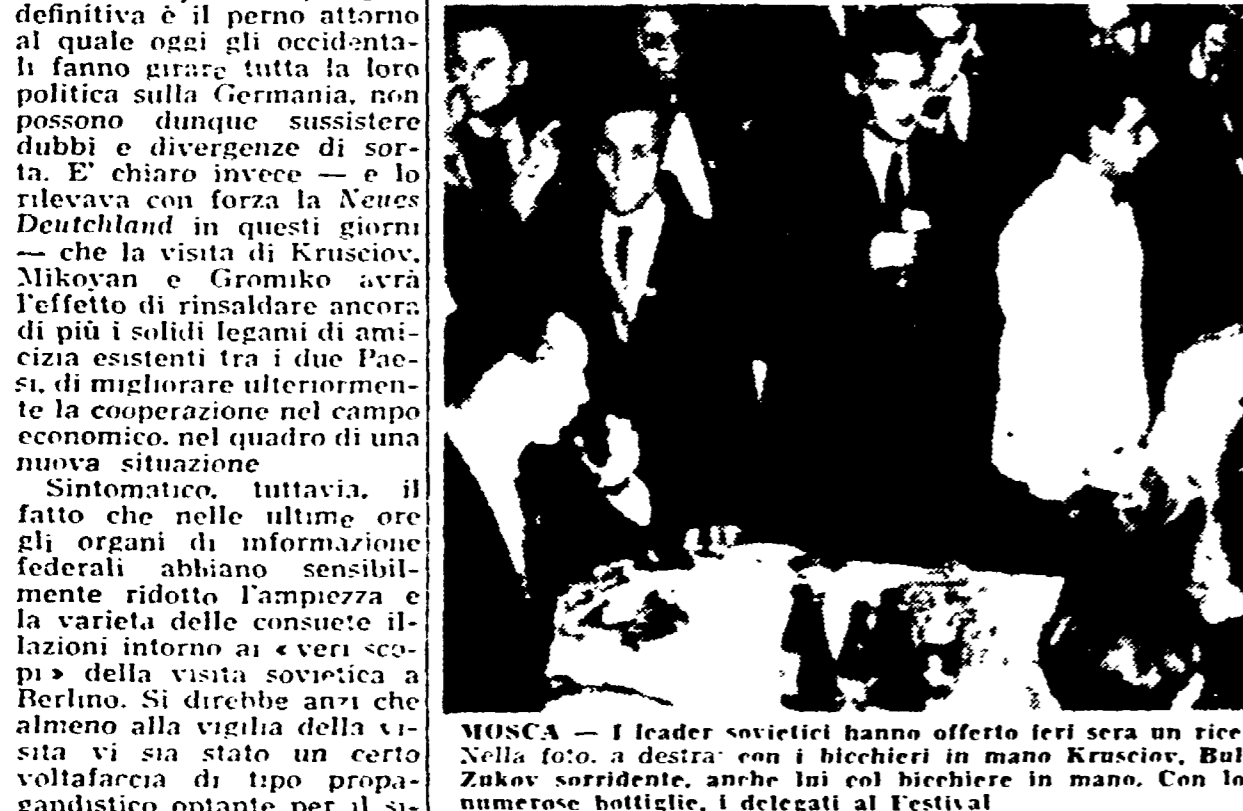 definitiva è il perno attorno
al quale oggi gli occidenta-
li fanno girare tutta la loro
politica sulla Germania, non
possono dunque sussistere
dubbi e divergenze di sor-
ta. E' chiaro invece — e lo
rilevava con forza la Neues
Deutchland in questi giorni
— che la visita di Krusciov,
Mikoyan e Gromiko avrà
l'effetto di rinsaldare ancora
di più i solidi legami di ami-
cizia esistenti tra i due Pae-
si, di migliorare ulteriormen-
te la cooperazione nel campo
economico, nel quadro di una
nuova situazione
Sintomatico, tuttavia, il
fatto che nelle ultime ore
gli organi di informazione
federali abbiano sensibil-
mente ridotto l'ampiezza e
la varietà delle consuete il-
lazioni intorno ai « veri sco-
pi » della visita sovietica a
Berlino. Si direbbe anzi che
almeno alla vigilia della vi-
sita vi sia stato un certo
voltafaccia di tipo propa-
gandistico optante per il si-
MOSCA — I leader sovietici hanno offerto ieri sera un rice
Nella foto, a destra: con i bicchieri in mano Krusciov, Bul
Zukov sorridente, anche lui col bicchiere in mano. Con lo
numerose bottiglie, i delegati al Festival